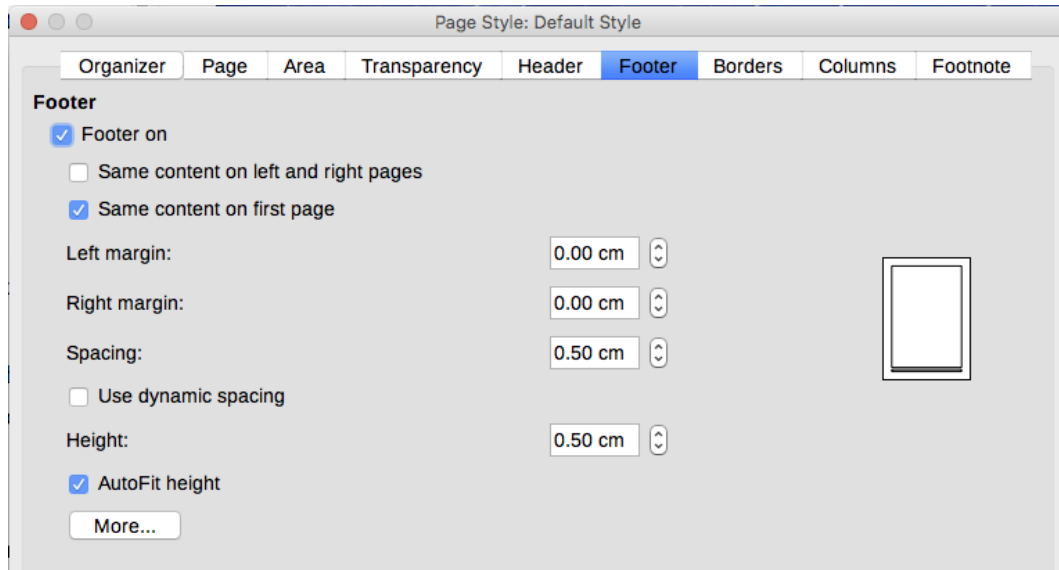 Page Style: Default Style
Organizer Page Area Transparency Header Footer Borders Columns Footnote
Footer
Footer on
Same content on left and right pages
Same content on first page
Left margin: 0.00 cm
Right margin: 0.00 cm
Spacing: 0.50 cm
Use dynamic spacing
Height: 0.50 cm
AutoFit height
More...